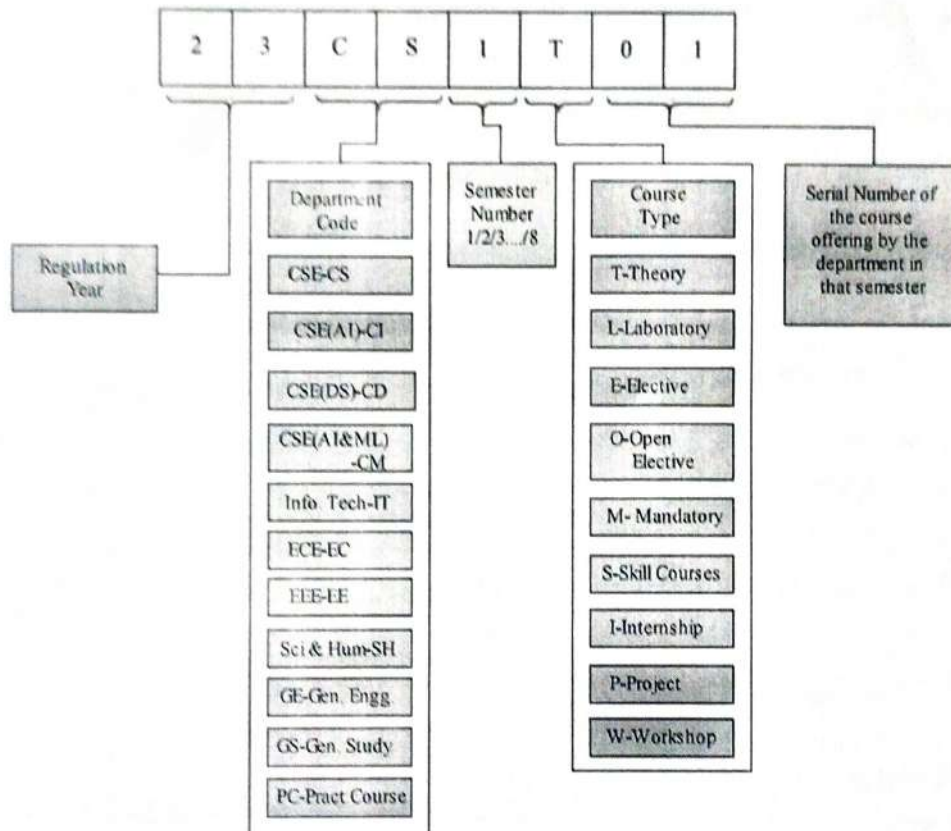 2 3 C S 1 T 0 1
Regulation
Year
Department
Code
CSE-CS
CSE(AI)-CI
CSE(DS)-CD
CSE(AI&ML)
-CM
Info. Tech-IT
ECE-EC
EEE-EE
Sci & Hum-SH
GE-Gen. Engg.
GS-Gen. Study
PC-Pract Course
Semester
Number
1/2/3..../8
Course
Type
T-Theory
L-Laboratory
E-Elective
O-Open
Elective
M- Mandatory
S-Skill Courses
I-Internship
P-Project
W-Workshop
Serial Number of
the course
offering by the
department in
that semester